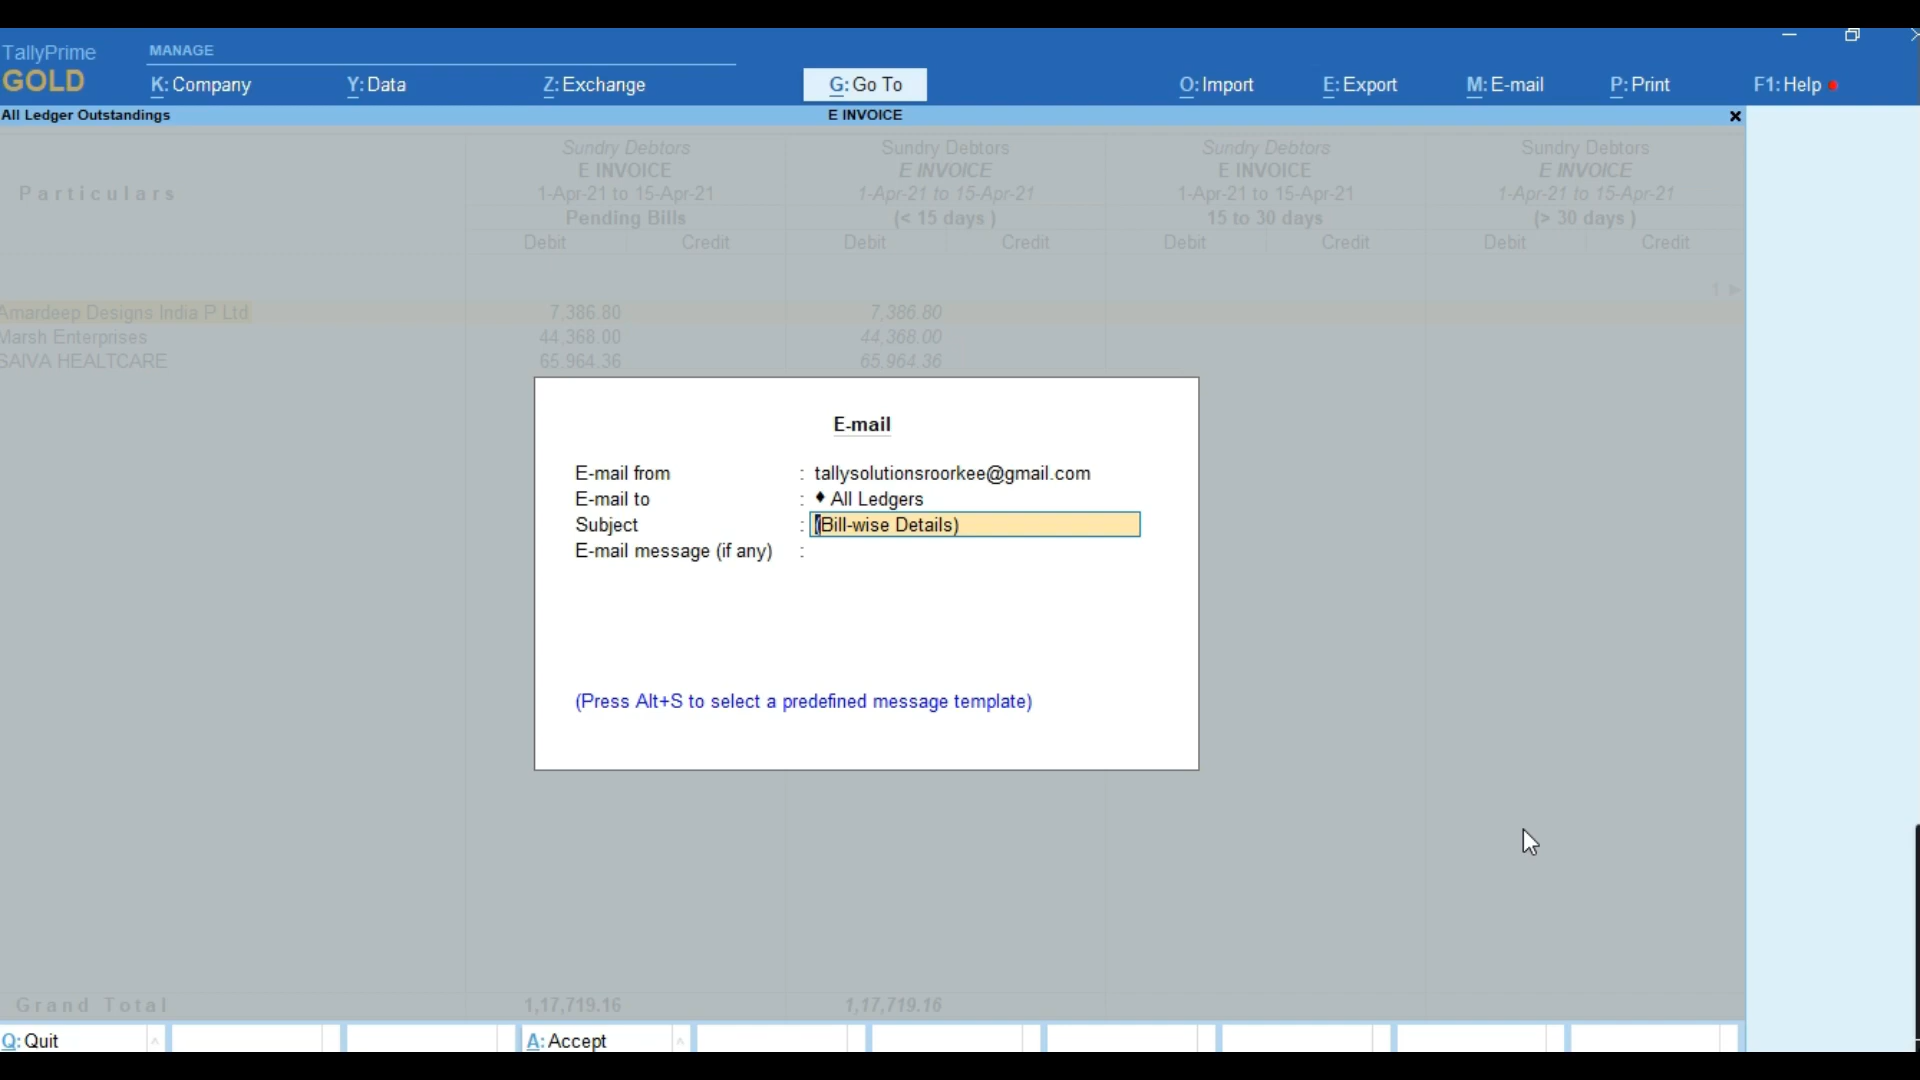 TallyPrime
GOLD
MANAGE
K: Company Y: Data Z: Exchange G: Go To O: Import E: Export M: E-mail P: Print F1: Help
All Ledger Outstandings E INVOICE
Sundry Debtors Sundry Debtors Sundry Debtors Sundry Debtors
E INVOICE E INVOICE E INVOICE E INVOICE
Particulars 1-Apr-21 to 15-Apr-21 1-Apr-21 to 15-Apr-21 1-Apr-21 to 15-Apr-21 1-Apr-21 to 15-Apr-21
Pending Bills (< 15 days ) 15 to 30 days (> 30 days )
Debit Credit Debit Credit Debit Credit Debit Credit
1
Amardeep Designs India P Ltd 7,386.80 7,386.80
Marsh Enterprises 44,368.00 44,368.00
SAIVA HEALTCARE 65,964.36 65,964.36
E-mail
E-mail from : tallysolutionsroorkee@gmail.com
E-mail to : ♦ All Ledgers
Subject : (Bill-wise Details)
E-mail message (if any) :
(Press Alt+S to select a predefined message template)
Grand Total 1,17,719.16 1,17,719.16
Q: Quit A: Accept